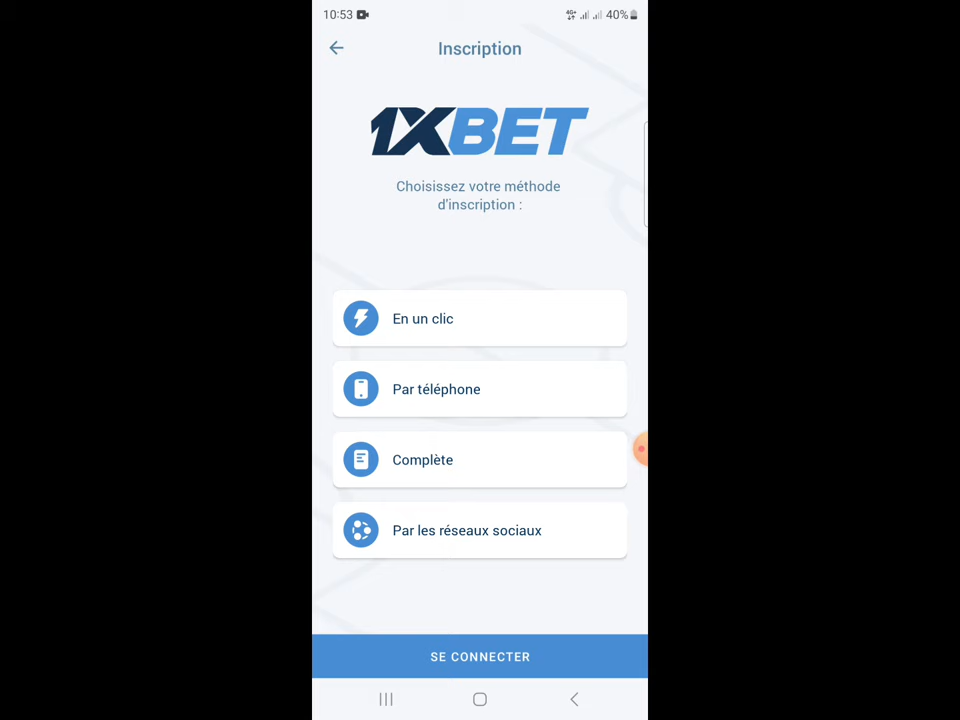 10:53
4G+ 40%
Inscription
1XBET
Choisissez votre méthode
d'inscription :
En un clic
Par téléphone
Complète
Par les réseaux sociaux
SE CONNECTER